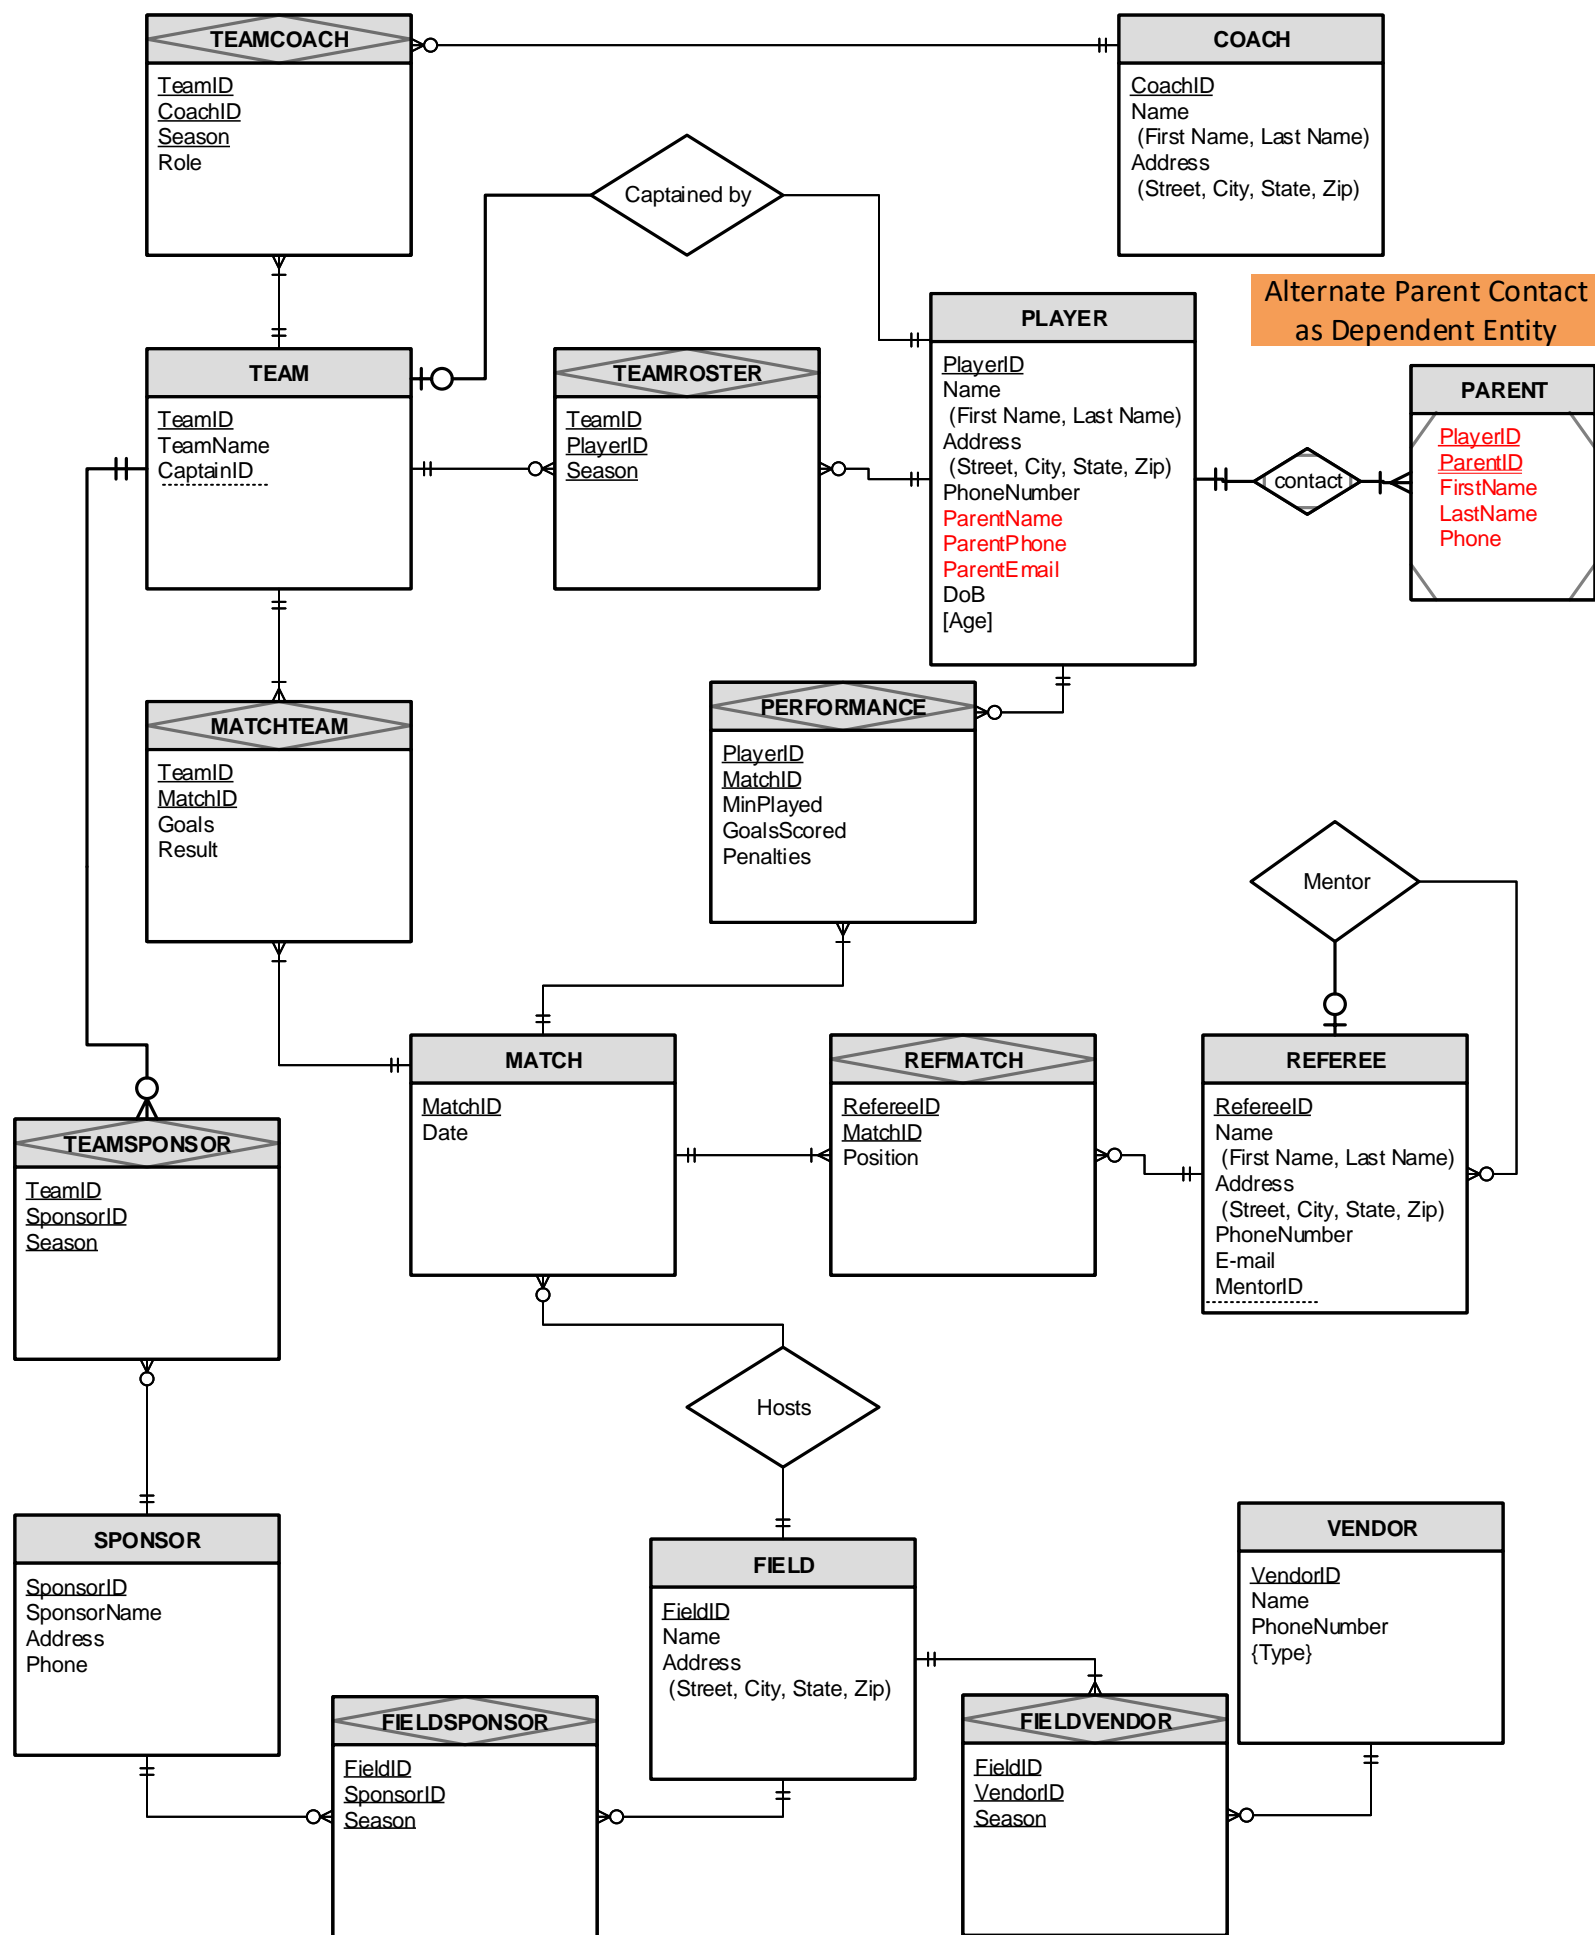 TEAMCOACH
TeamID
CoachID
Season
Role
COACH
CoachID
Name
(First Name, Last Name)
Address
(Street, City, State, Zip)
Captained by
Alternate Parent Contact
as Dependent Entity
TEAM
TeamID
TeamName
CaptainID
TEAMROSTER
TeamID
PlayerID
Season
PLAYER
PlayerID
Name
(First Name, Last Name)
Address
(Street, City, State, Zip)
PhoneNumber
ParentName
ParentPhone
ParentEmail
DoB
[Age]
contact
PARENT
PlayerID
ParentID
FirstName
LastName
Phone
MATCHTEAM
TeamID
MatchID
Goals
Result
PERFORMANCE
PlayerID
MatchID
MinPlayed
GoalsScored
Penalties
Mentor
MATCH
MatchID
Date
REFMATCH
RefereeID
MatchID
Position
REFEREE
RefereeID
Name
(First Name, Last Name)
Address
(Street, City, State, Zip)
PhoneNumber
E-mail
MentorID
TEAMSPONSOR
TeamID
SponsorID
Season
Hosts
SPONSOR
SponsorID
SponsorName
Address
Phone
FIELD
FieldID
Name
Address
(Street, City, State, Zip)
VENDOR
VendorID
Name
PhoneNumber
{Type}
FIELDSPONSOR
FieldID
SponsorID
Season
FIELDVENDOR
FieldID
VendorID
Season